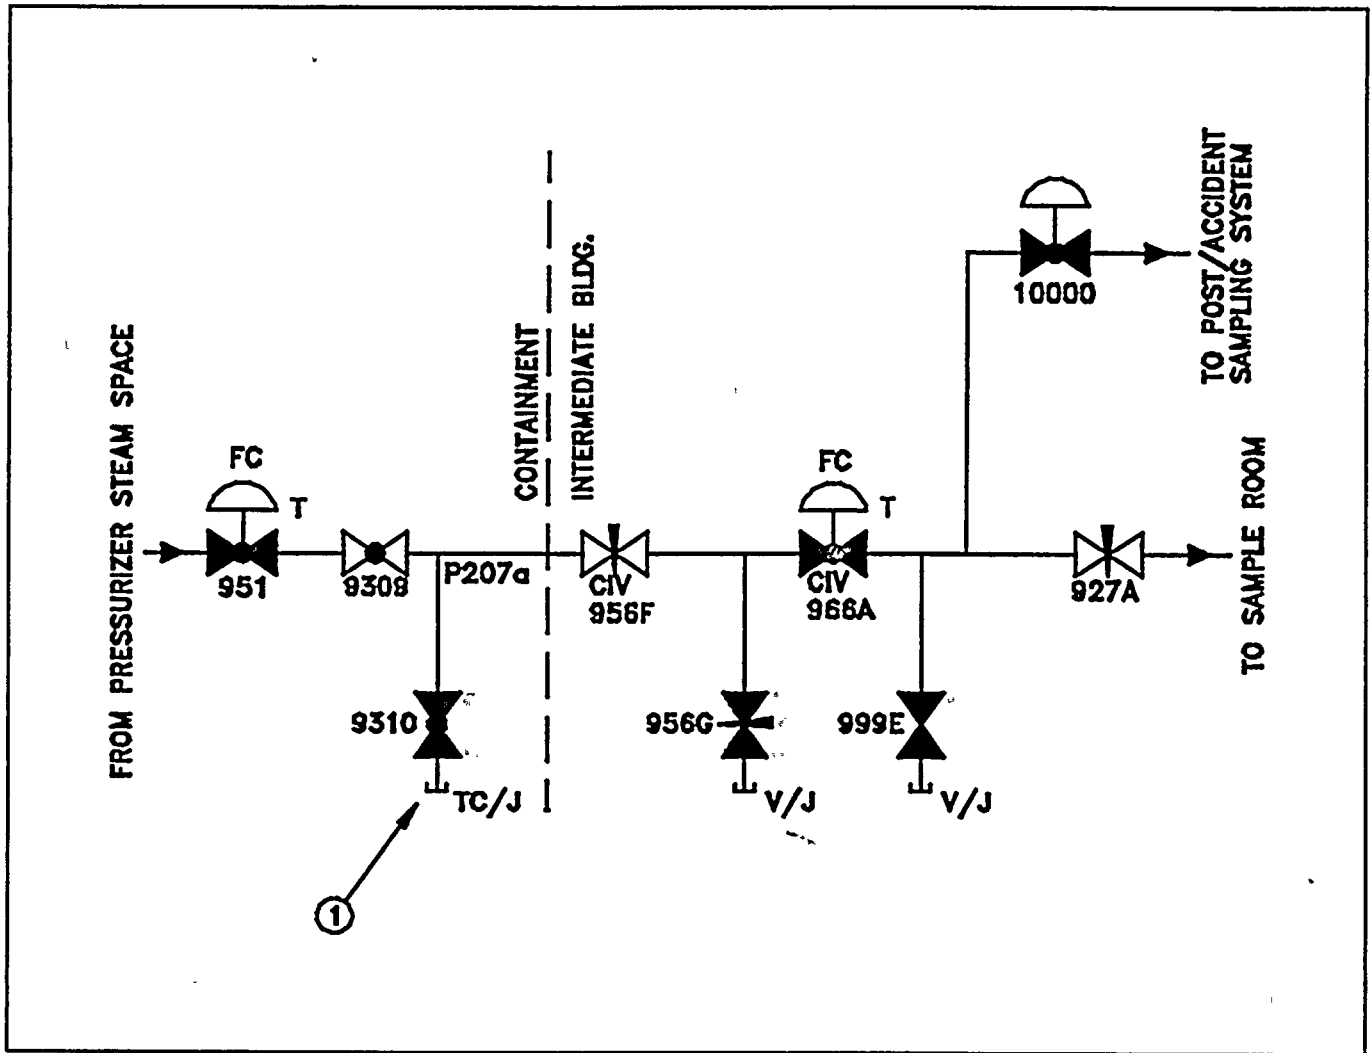 FROM PRESSURIZER STEAM SPACE
FC
T
951
9309
P207a
9310
TC/J
1
CONTAINMENT
INTERMEDIATE BLDG.
CIV
956F
956G
V/J
FC
T
CIV
966A
999E
V/J
10000
927A
TO POST/ACCIDENT
SAMPLING SYSTEM
TO SAMPLE ROOM